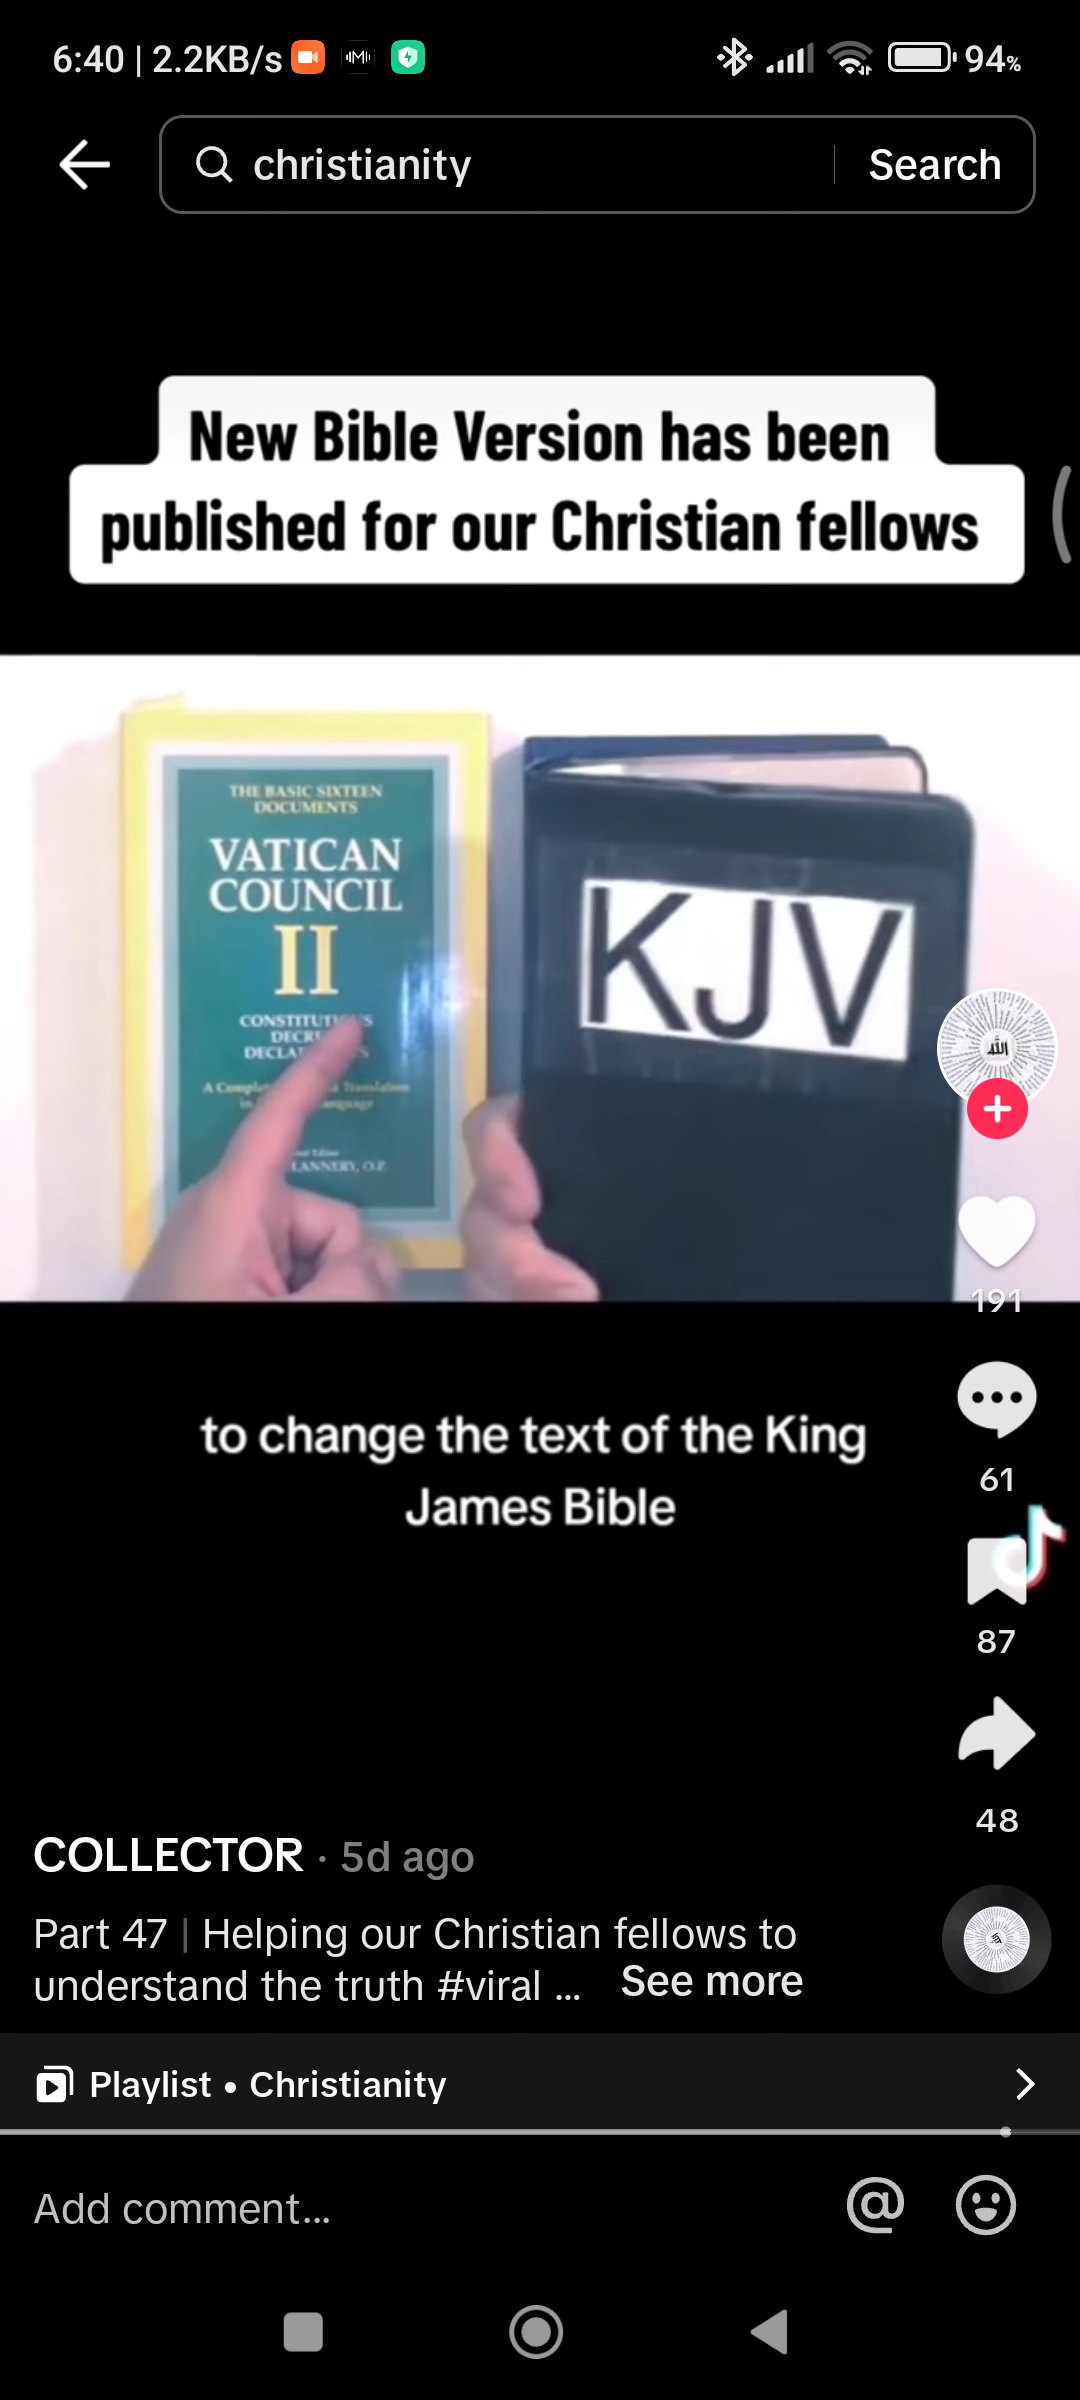 6:40 | 2.2KB/s
94%
christianity
Search
New Bible Version has been
published for our Christian fellows
THE BASIC SIXTEEN
DOCUMENTS
VATICAN
COUNCIL
II
KJV
191
to change the text of the King
James Bible
61
87
48
COLLECTOR · 5d ago
Part 47 | Helping our Christian fellows to
understand the truth #viral ... See more
Playlist • Christianity
Add comment...
@